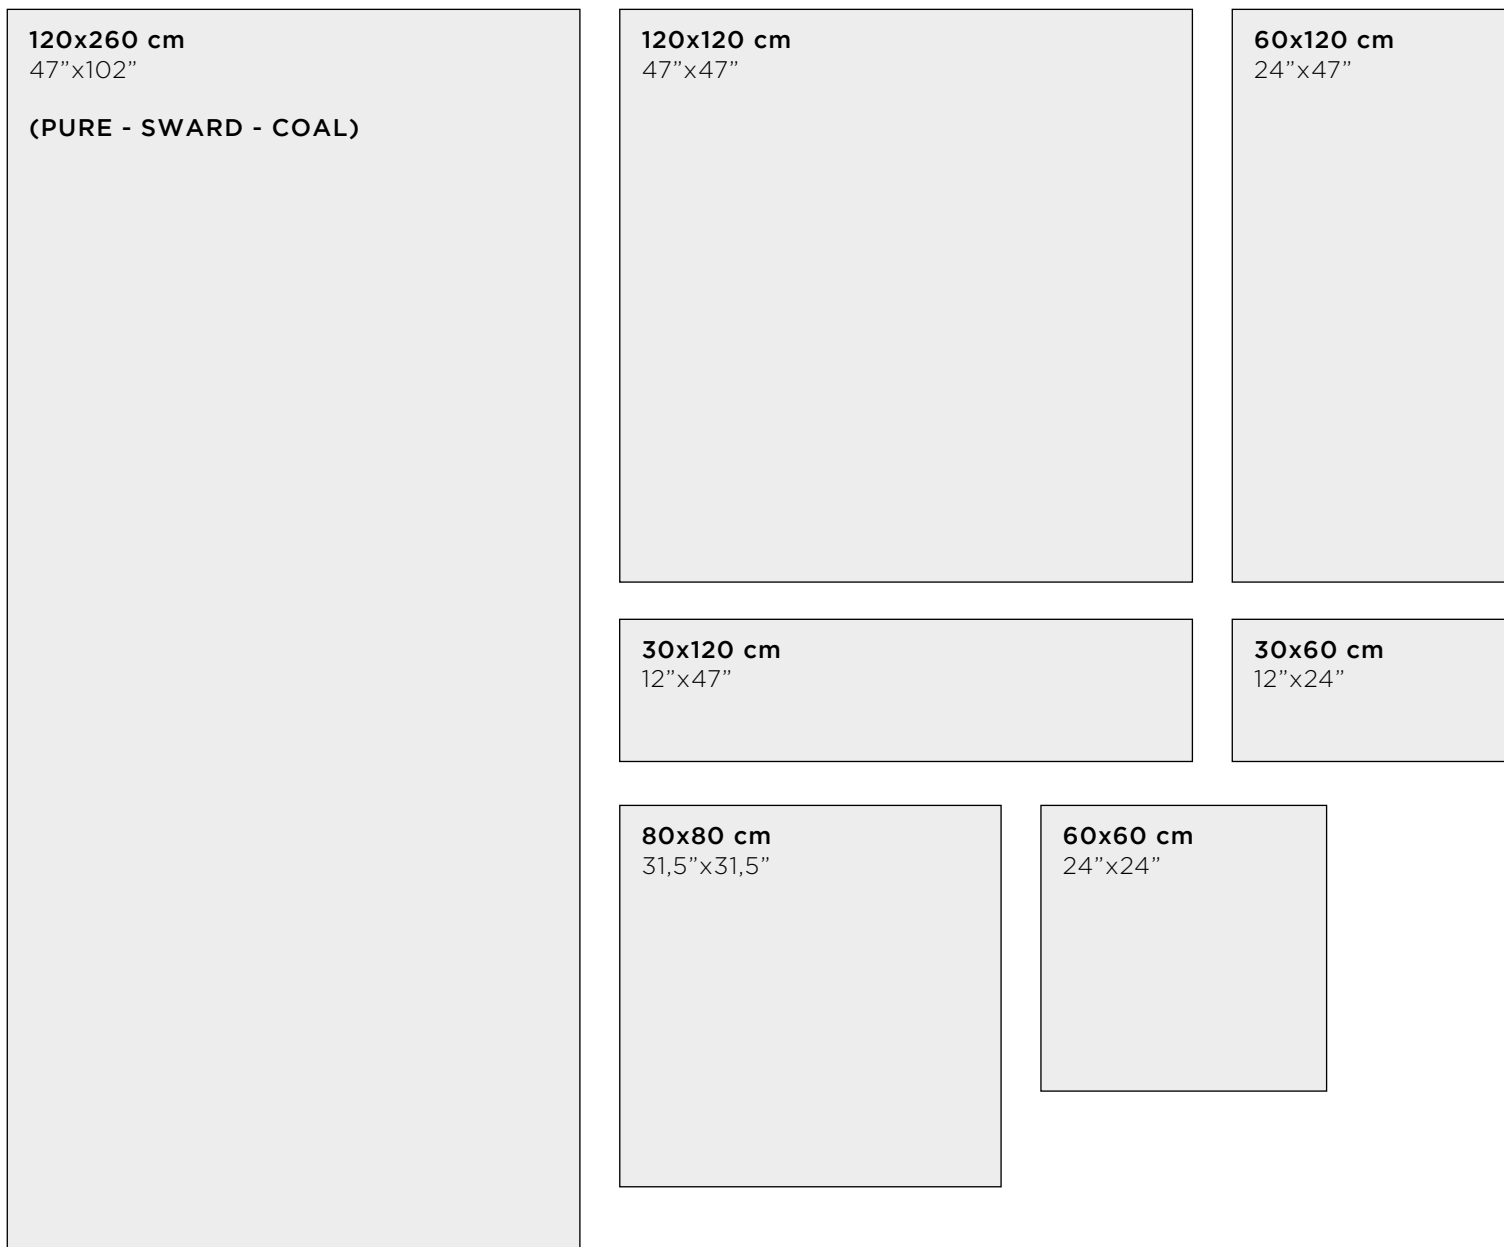 120x260 cm
47”x102”
(PURE - SWARD - COAL)
120x120 cm
47”x47”
60x120 cm
24”x47”
30x120 cm
12”x47”
30x60 cm
12”x24”
80x80 cm
31,5”x31,5”
60x60 cm
24”x24”